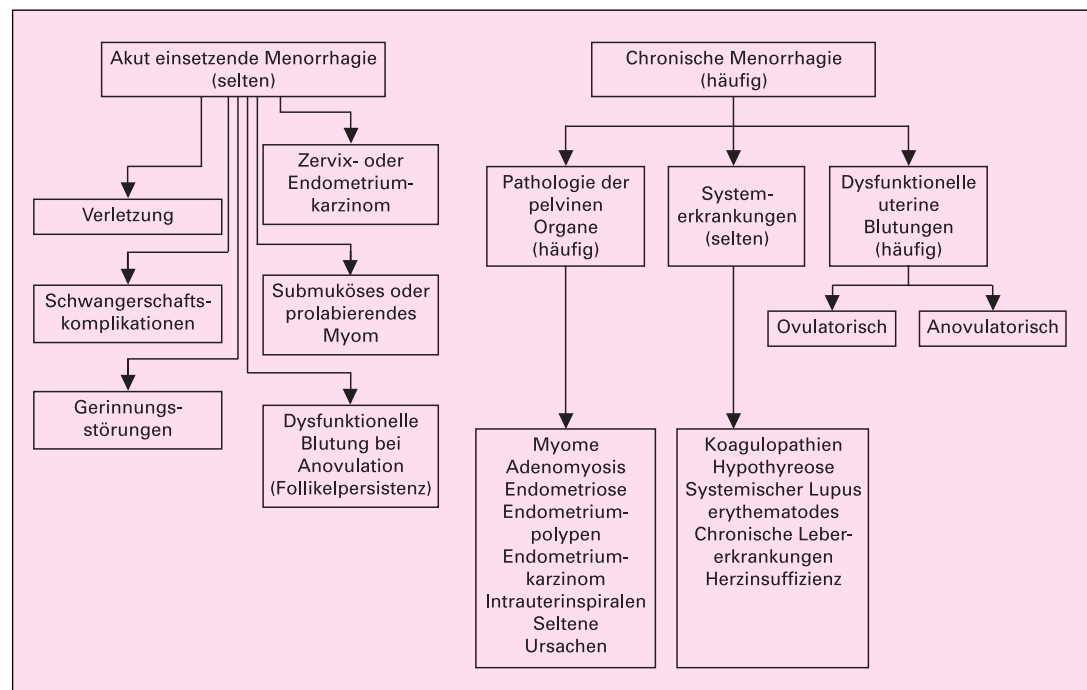 Akut einsetzende Menorrhagie
(selten)
Zervix- oder
Endometrium-
karzinom
Verletzung
Submuköses oder
prolabierendes
Myom
Schwangerschafts-
komplikationen
Gerinnungs-
störungen
Dysfunktionelle
Blutung bei
Anovulation
(Follikelpersistenz)
Chronische Menorrhagie
(häufig)
Pathologie der
pelvinen
Organe
(häufig)
System-
erkrankungen
(selten)
Dysfunktionelle
uterine
Blutungen
(häufig)
Ovulatorisch
Anovulatorisch
Myome
Adenomyosis
Endometriose
Endometrium-
polypen
Endometrium-
karzinom
Intrauterinspiralen
Seltene
Ursachen
Koagulopathien
Hypothyreose
Systemischer Lupus
erythematodes
Chronische Leber-
erkrankungen
Herzinsuffizienz